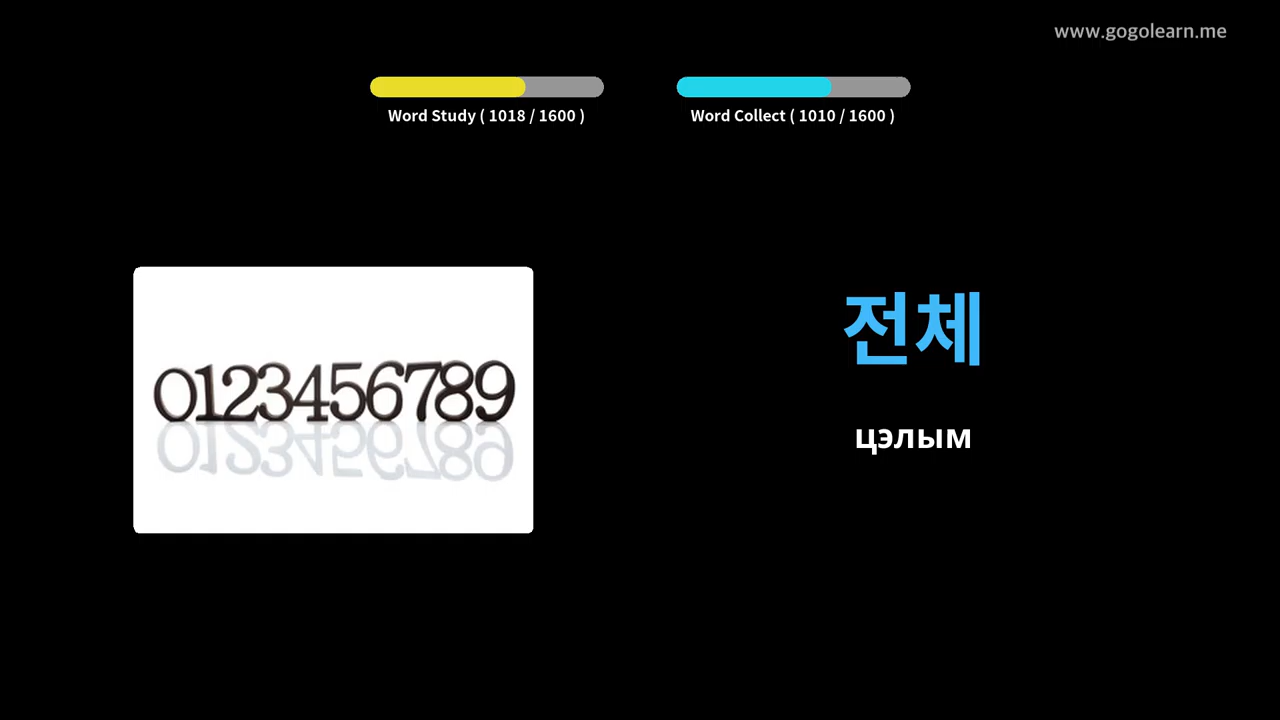 www.gogolearn.me
Word Study ( 1018 / 1600 )
Word Collect ( 1010 / 1600 )
0123456789
전체
цэлым